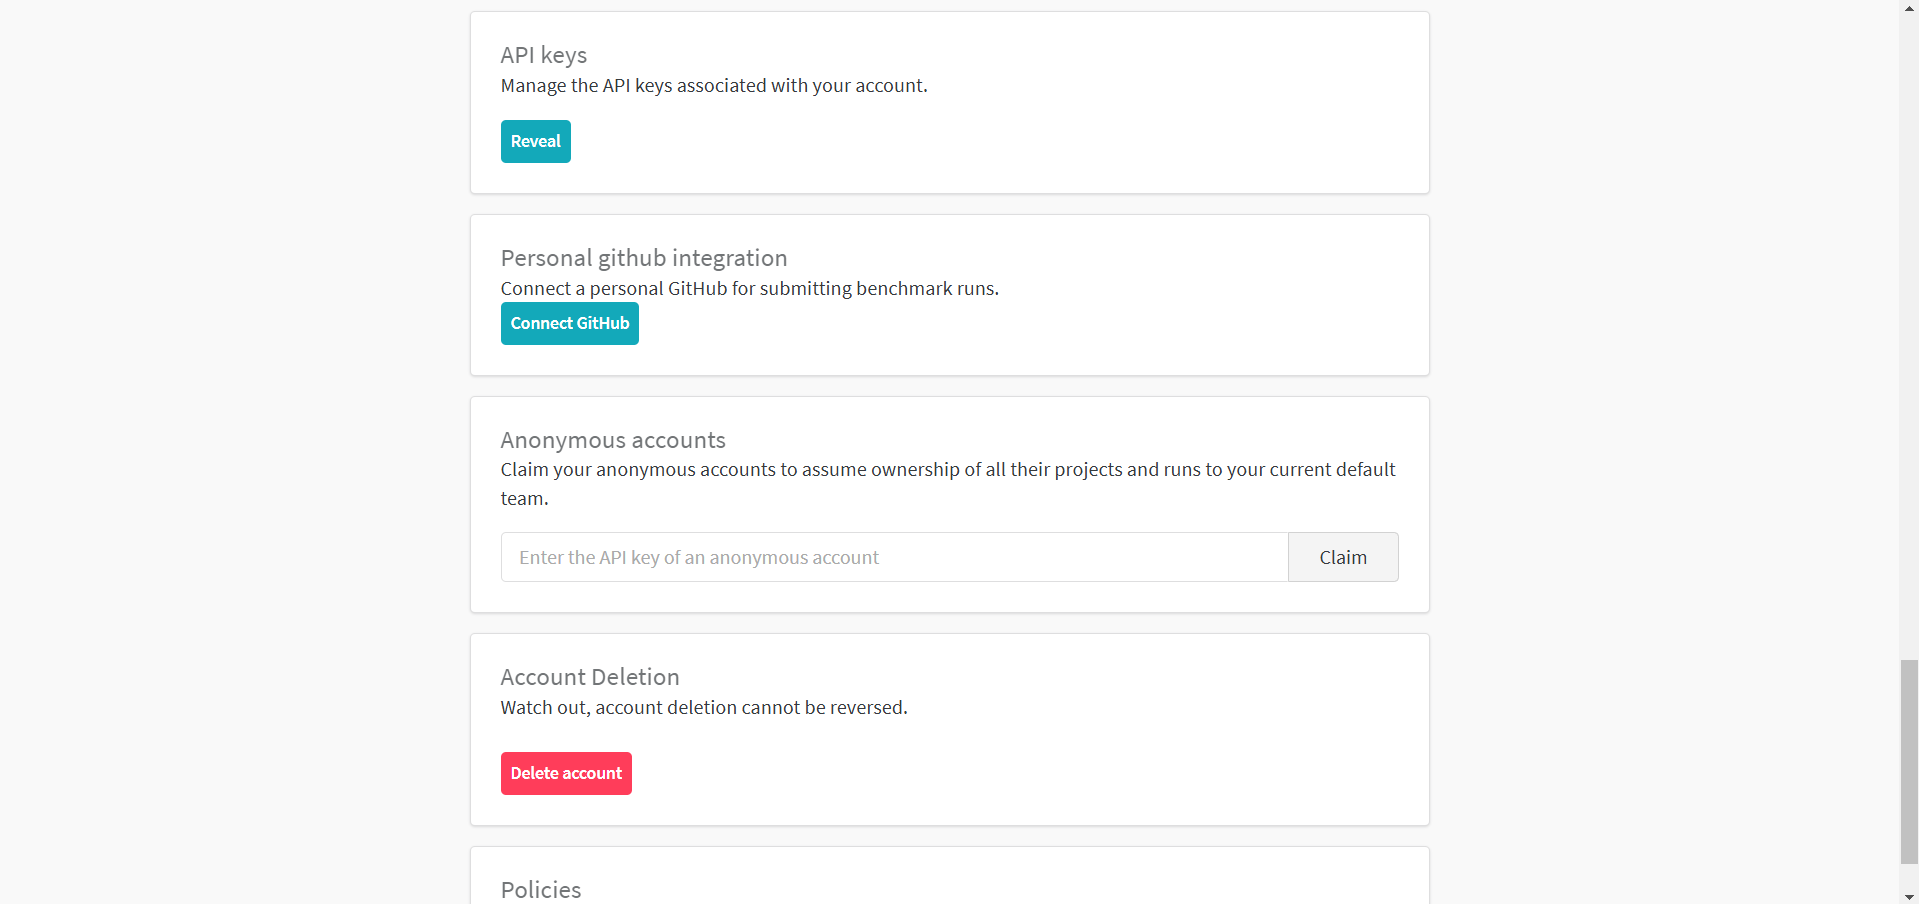 API keys
Manage the API keys associated with your account.
Reveal
Personal github integration
Connect a personal GitHub for submitting benchmark runs.
Connect GitHub
Anonymous accounts
Claim your anonymous accounts to assume ownership of all their projects and runs to your current default
team.
Enter the API key of an anonymous account
Claim
Account Deletion
Watch out, account deletion cannot be reversed.
Delete account
Policies